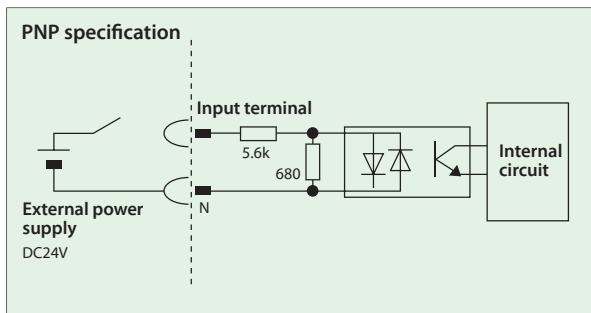 PNP specification
Input terminal
5.6k
680
Internal
circuit
N
External power
supply
DC24V